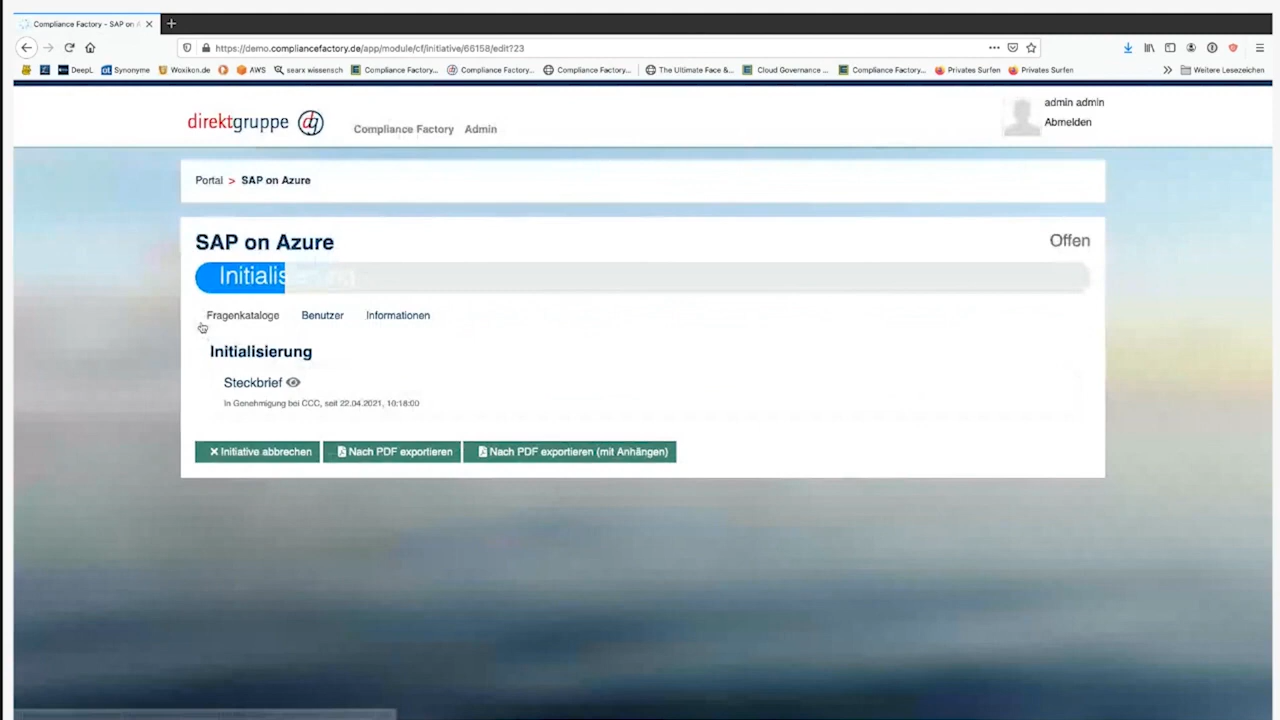 Compliance Factory - SAP on
https://demo.compliancefactory.de/app/module/cf/initiative/66158/edit?23
DeepL Synonyme Woxikon.de AWS searx wissensch Compliance Factory... Compliance Factory... Compliance Factory... The Ultimate Face &... Cloud Governance ... Compliance Factory... Privates Surfen Privates Surfen Weitere Lesezeichen
direktgruppe dg Compliance Factory Admin
admin admin
Abmelden
Portal > SAP on Azure
SAP on Azure Offen
Initialisierung
Fragenkataloge Benutzer Informationen
Initialisierung
Steckbrief
In Genehmigung bei CCC, seit 22.04.2021, 10:18:00
Initiative abbrechen Nach PDF exportieren Nach PDF exportieren (mit Anhängen)